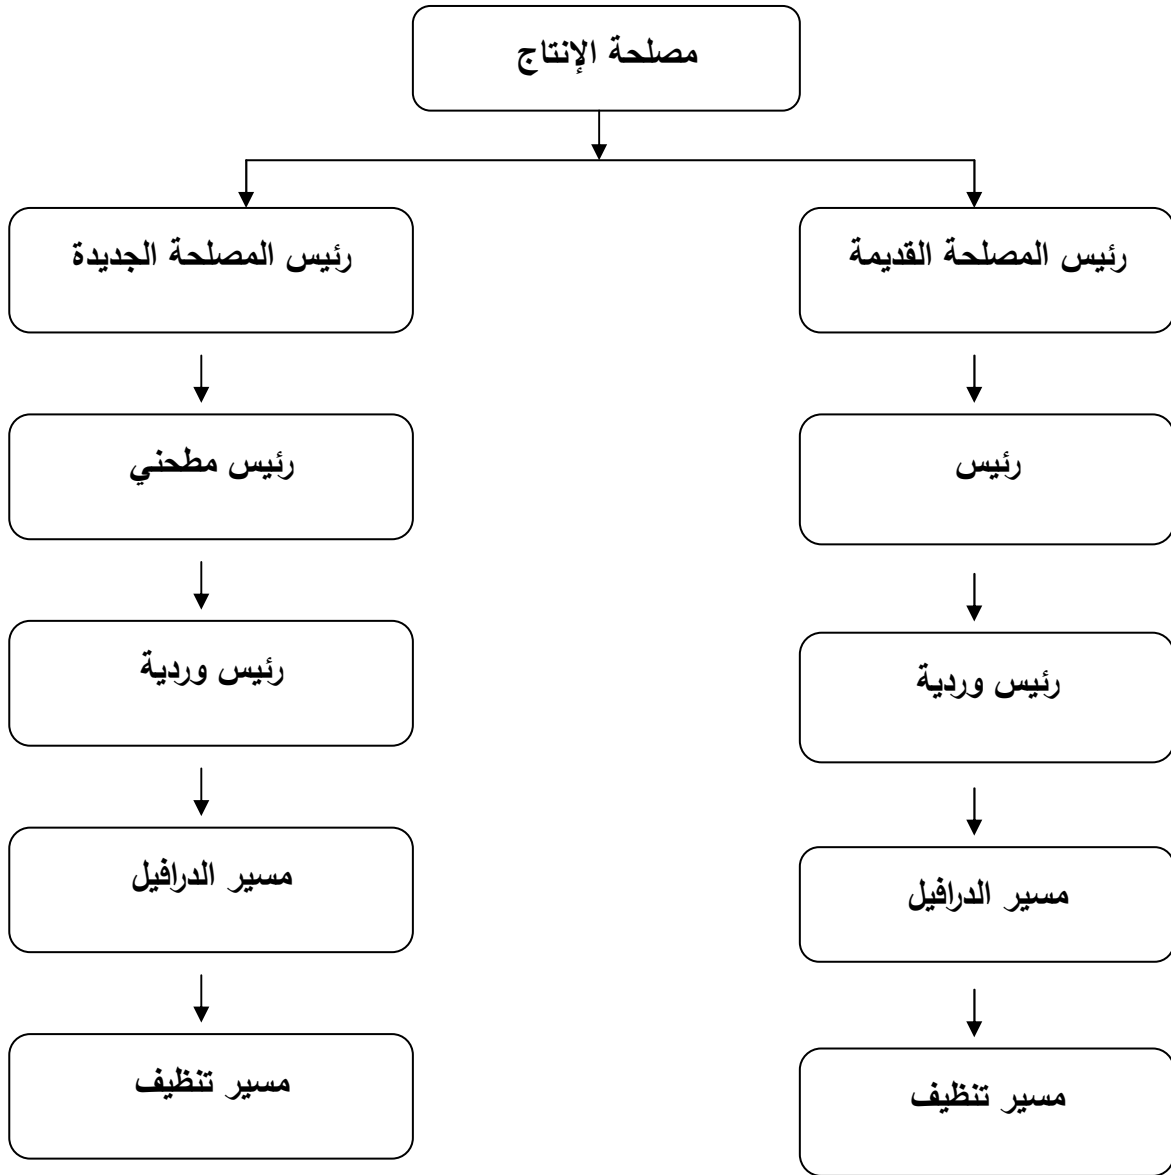 مصلحة الإنتاج
رئيس المصلحة القديمة
رئيس المصلحة الجديدة
رئيس
رئيس مطحني
رئيس وردية
رئيس وردية
مسير الدرافيل
مسير الدرافيل
مسير تنظيف
مسير تنظيف